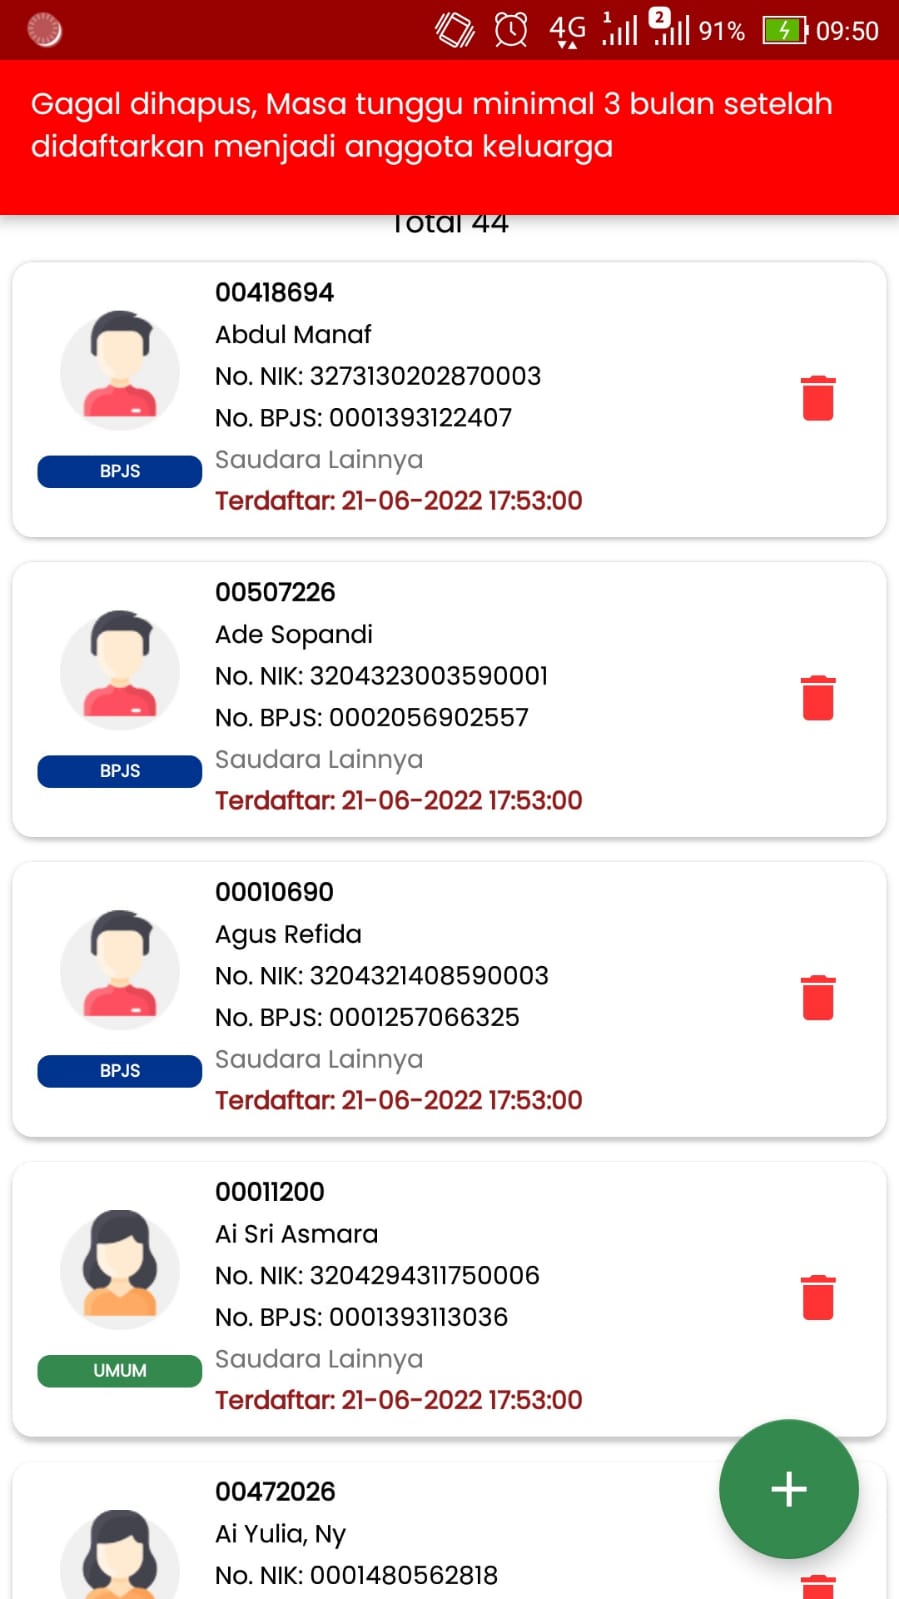 4G 1 2 91% 09:50
Gagal dihapus, Masa tunggu minimal 3 bulan setelah
didaftarkan menjadi anggota keluarga
Total 44
00418694
Abdul Manaf
No. NIK: 3273130202870003
No. BPJS: 0001393122407
BPJS
Saudara Lainnya
Terdaftar: 21-06-2022 17:53:00
00507226
Ade Sopandi
No. NIK: 3204323003590001
No. BPJS: 0002056902557
BPJS
Saudara Lainnya
Terdaftar: 21-06-2022 17:53:00
00010690
Agus Refida
No. NIK: 3204321408590003
No. BPJS: 0001257066325
BPJS
Saudara Lainnya
Terdaftar: 21-06-2022 17:53:00
00011200
Ai Sri Asmara
No. NIK: 3204294311750006
No. BPJS: 0001393113036
UMUM
Saudara Lainnya
Terdaftar: 21-06-2022 17:53:00
00472026
Ai Yulia, Ny
No. NIK: 0001480562818